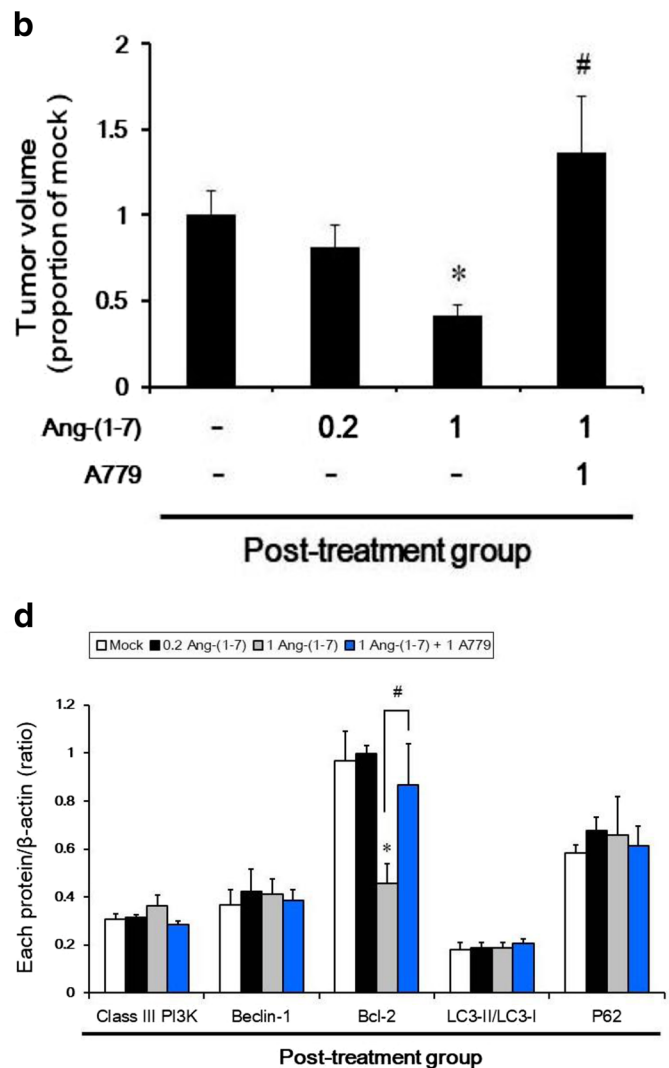 b
Tumor volume
(proportion of mock )
2
1.5
1
0.5
0
*
#
Ang-(1-7) - 0.2 1 1
A779 - - - 1
Post-treatment group
d
Mock 0.2 Ang-(1-7) 1 Ang-(1-7) 1 Ang-(1-7) + 1 A779
Each protein/β-actin (ratio)
1.2
1
0.8
0.6
0.4
0.2
0
#
*
Class III PI3K Beclin-1 Bcl-2 LC3-II/LC3-I P62
Post-treatment group